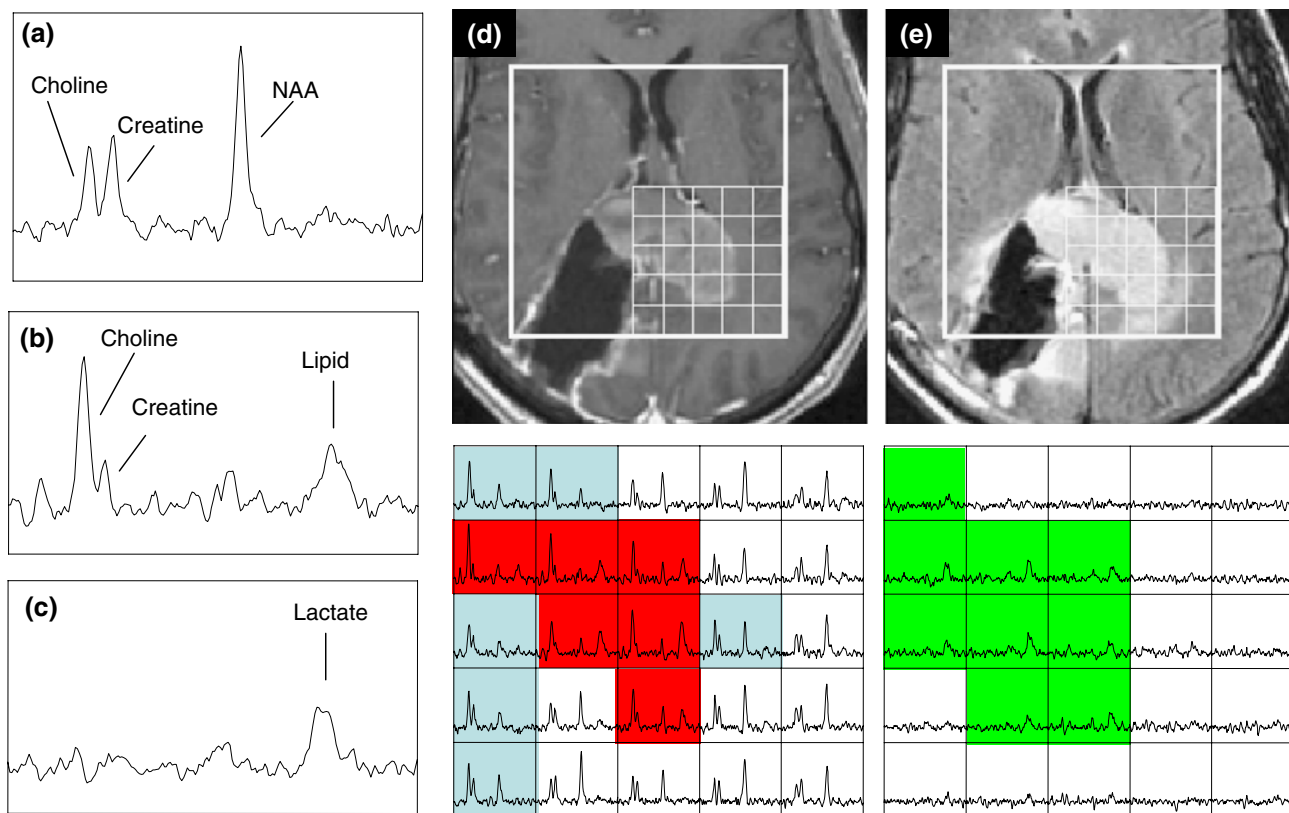 (a)
Choline
Creatine
NAA
(b)
Choline
Creatine
Lipid
(c)
Lactate
(d)
(e)